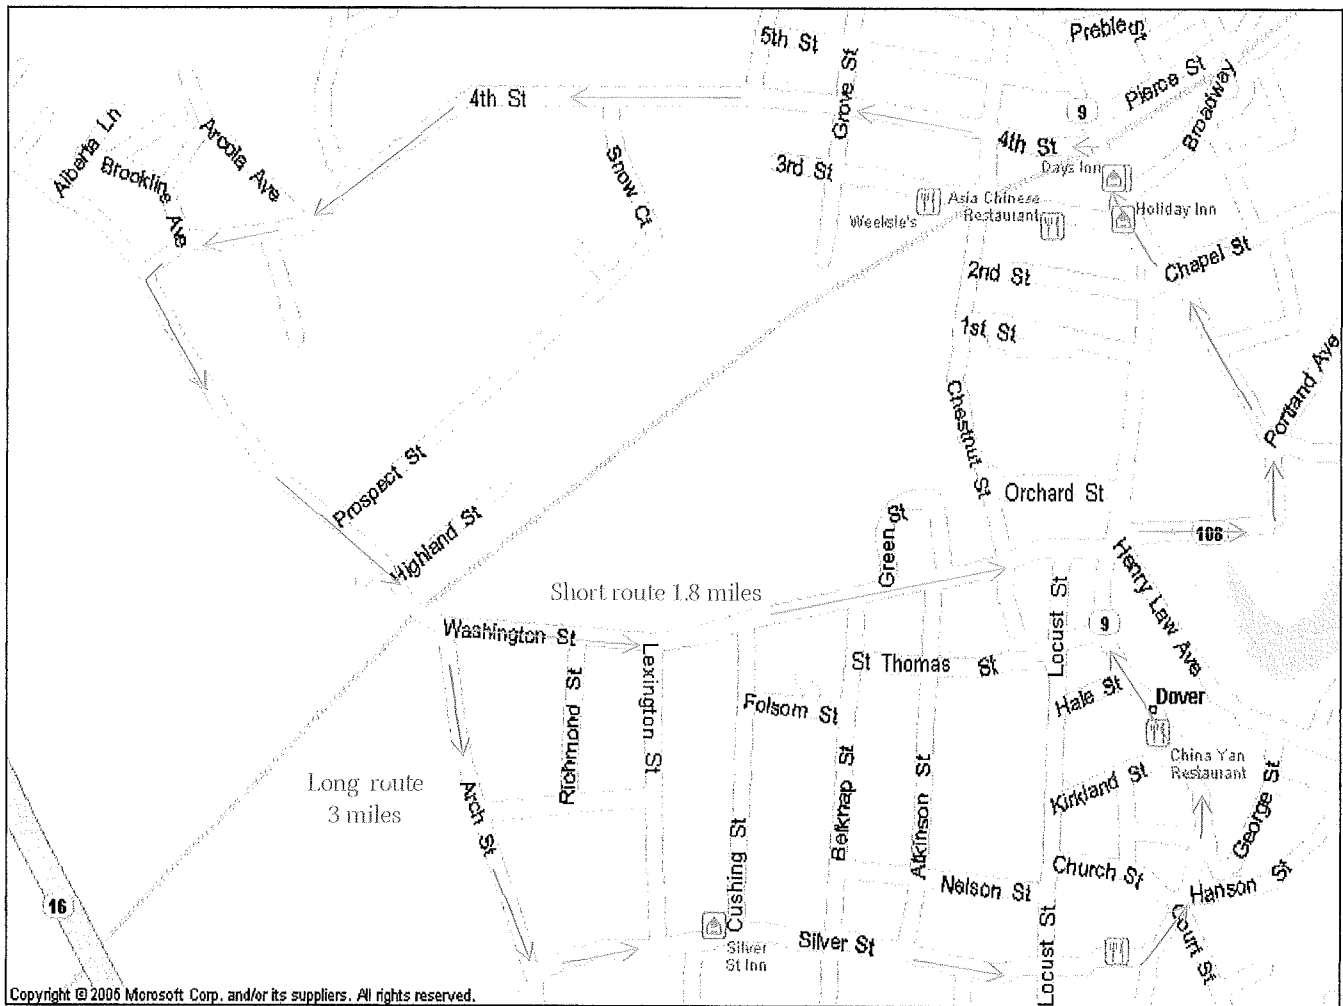 5th St
Preble St
Grove St
Pierce St
Broadway
9
4th St
4th St
Days Inn
3rd St
Alberta Ln
Arcola Ave
Brookline Ave
Snow Ct
Weeksie's
Asia Chinese
Restaurant
Holiday Inn
Chapel St
2nd St
1st St
Portland Ave
Chestnut St
Prospect St
Orchard St
Highland St
Green St
108
Henry Law Ave
Short route 1.8 miles
Washington St
Locust St
9
Lexington St
Richmond St
St Thomas St
Hale St
Dover
Folsom St
China Yan
Restaurant
Long route
3 miles
Arch St
Belknap St
Atkinson St
Kirkland St
George St
Cushing St
Church St
Nelson St
Hanson St
16
Silver St
Silver
St Inn
Locust St
Court St
Copyright © 2006 Morosoft Corp. and/or its suppliers. All rights reserved.